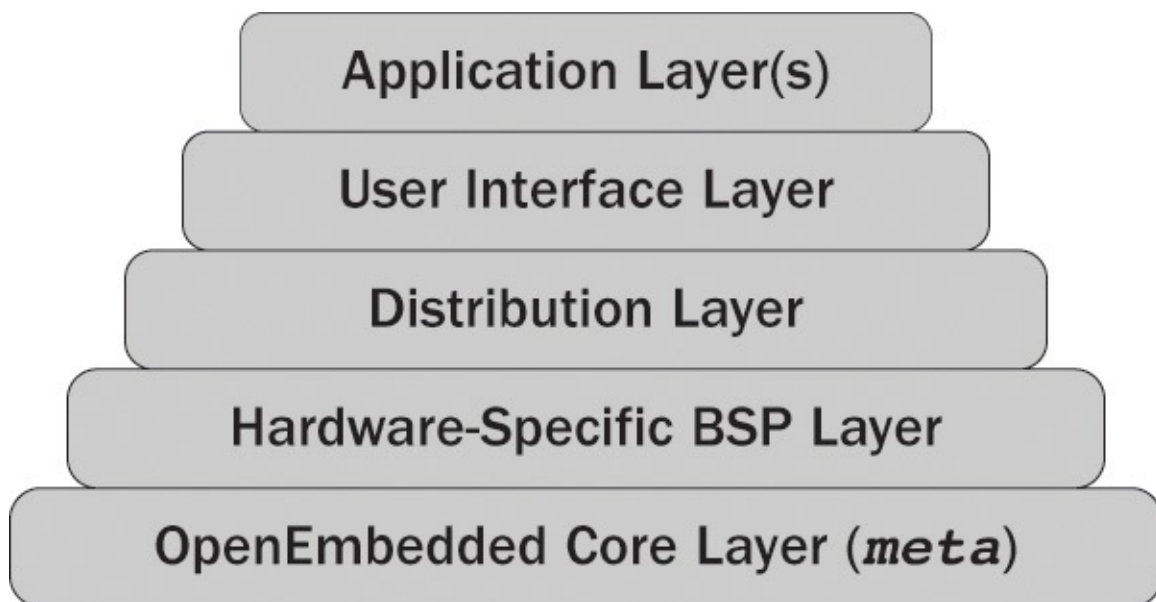 Application Layer(s)
User Interface Layer
Distribution Layer
Hardware-Specific BSP Layer
OpenEmbedded Core Layer (meta)